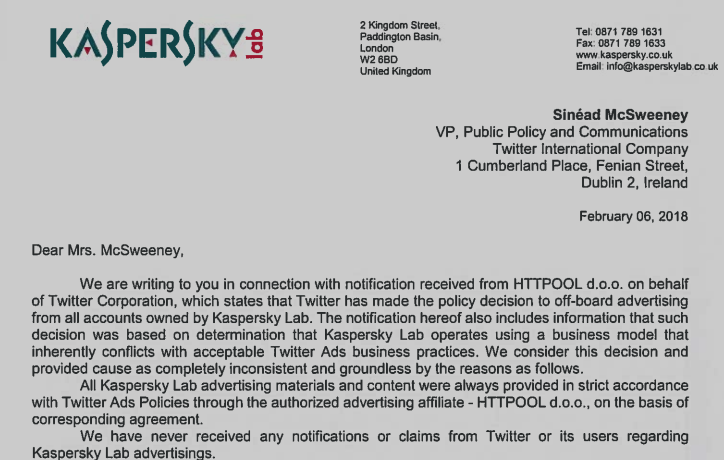 KASPERSKY lab
2 Kingdom Street,
Paddington Basin,
London
W2 6BD
United Kingdom
Tel: 0871 789 1631
Fax: 0871 789 1633
www.kaspersky.co.uk
Email: info@kasperskylab.co.uk
Sinéad McSweeney
VP, Public Policy and Communications
Twitter International Company
1 Cumberland Place, Fenian Street,
Dublin 2, Ireland
February 06, 2018
Dear Mrs. McSweeney,
We are writing to you in connection with notification received from HTTPOOL d.o.o. on behalf
of Twitter Corporation, which states that Twitter has made the policy decision to off-board advertising
from all accounts owned by Kaspersky Lab. The notification hereof also includes information that such
decision was based on determination that Kaspersky Lab operates using a business model that
inherently conflicts with acceptable Twitter Ads business practices. We consider this decision and
provided cause as completely inconsistent and groundless by the reasons as follows.
All Kaspersky Lab advertising materials and content were always provided in strict accordance
with Twitter Ads Policies through the authorized advertising affiliate - HTTPOOL d.o.o., on the basis of
corresponding agreement.
We have never received any notifications or claims from Twitter or its users regarding
Kaspersky Lab advertisings.